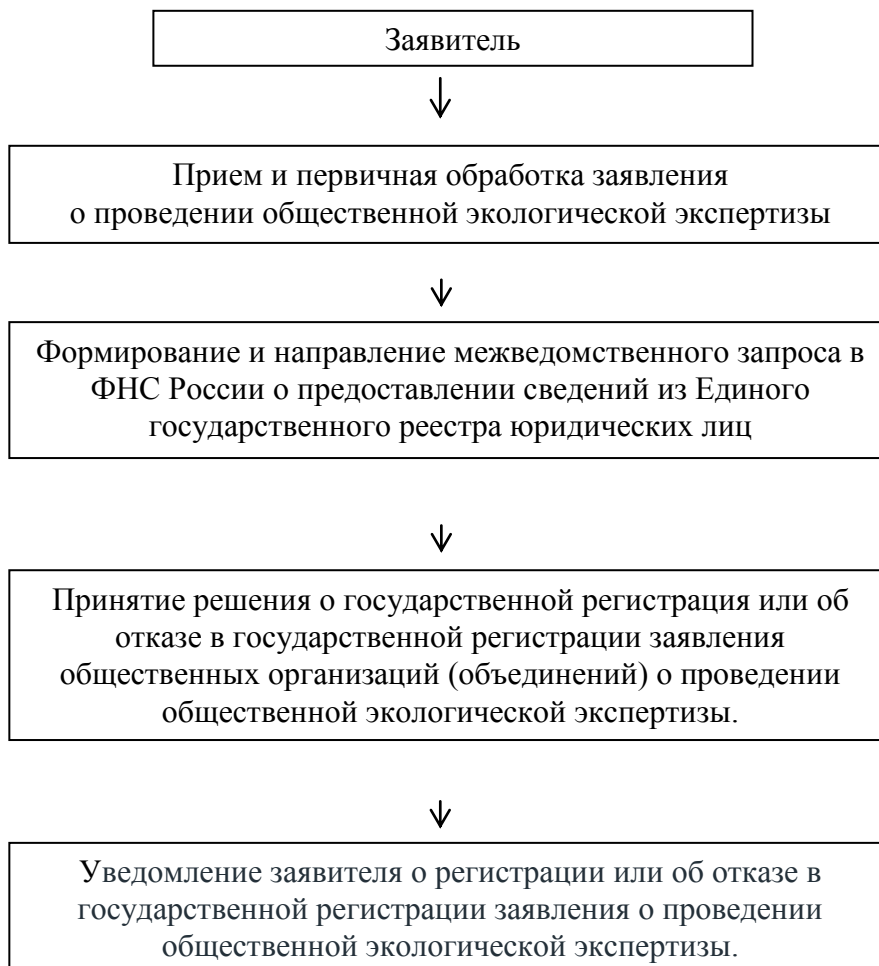 Заявитель
Прием и первичная обработка заявления
о проведении общественной экологической экспертизы
Формирование и направление межведомственного запроса в
ФНС России о предоставлении сведений из Единого
государственного реестра юридических лиц
Принятие решения о государственной регистрация или об
отказе в государственной регистрации заявления
общественных организаций (объединений) о проведении
общественной экологической экспертизы.
Уведомление заявителя о регистрации или об отказе в
государственной регистрации заявления о проведении
общественной экологической экспертизы.